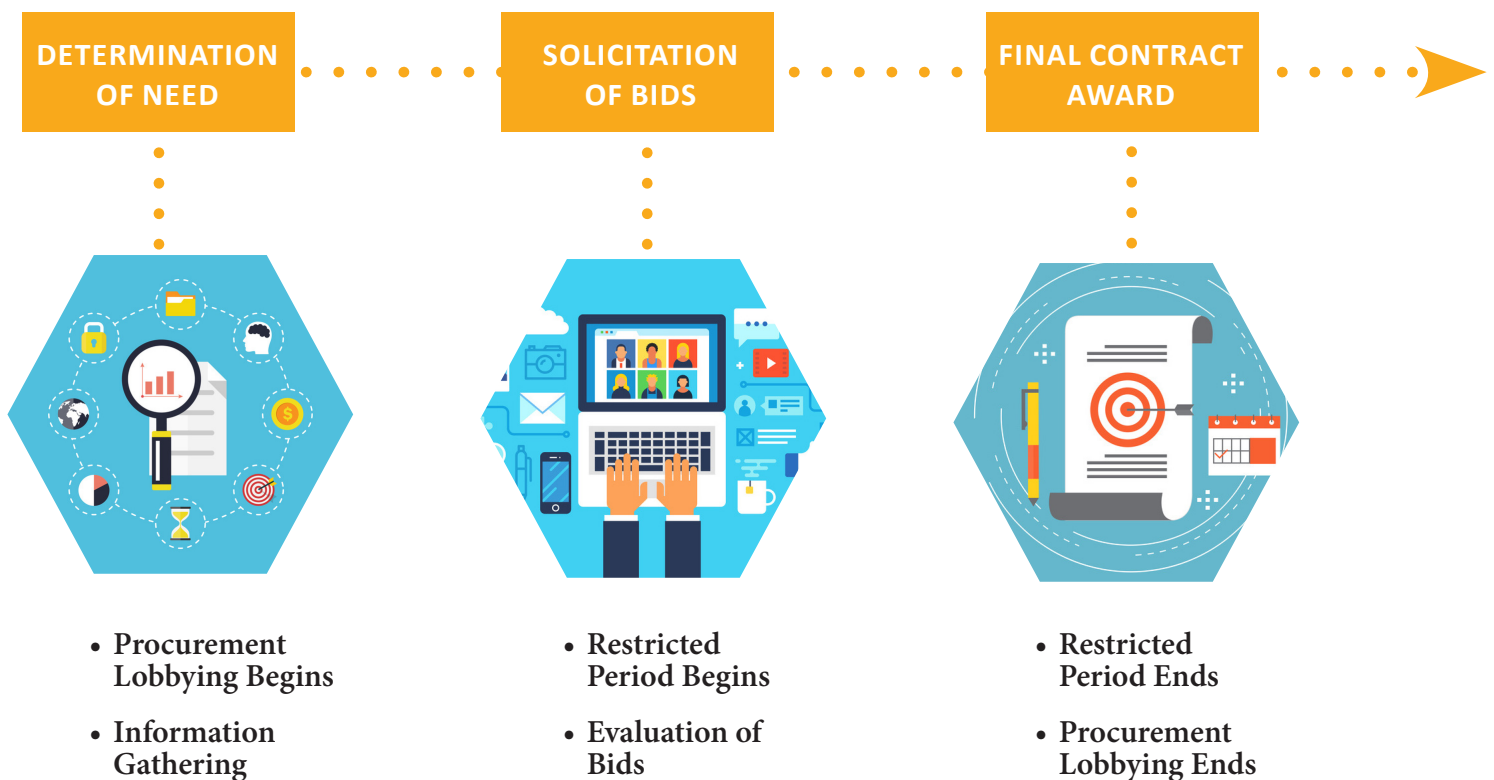 DETERMINATION
OF NEED
SOLICITATION
OF BIDS
FINAL CONTRACT
AWARD
$
• Procurement
Lobbying Begins
• Information
Gathering
• Restricted
Period Begins
• Evaluation of
Bids
• Restricted
Period Ends
• Procurement
Lobbying Ends